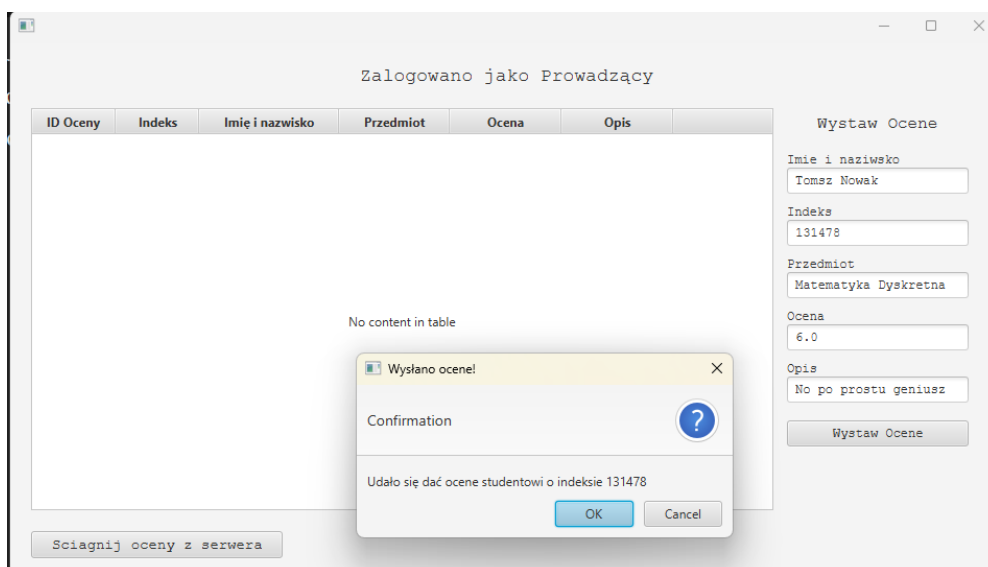 Zalogowano jako Prowadzący
ID Oceny Indeks Imię i nazwisko Przedmiot Ocena Opis
No content in table
Wystaw Ocene
Imie i naziwsko
Tomsz Nowak
Indeks
131478
Przedmiot
Matematyka Dyskretna
Ocena
6.0
Opis
No po prostu geniusz
Wystaw Ocene
Wysłano ocene!
Confirmation
Udało się dać ocene studentowi o indeksie 131478
OK Cancel
Sciagnij oceny z serwera